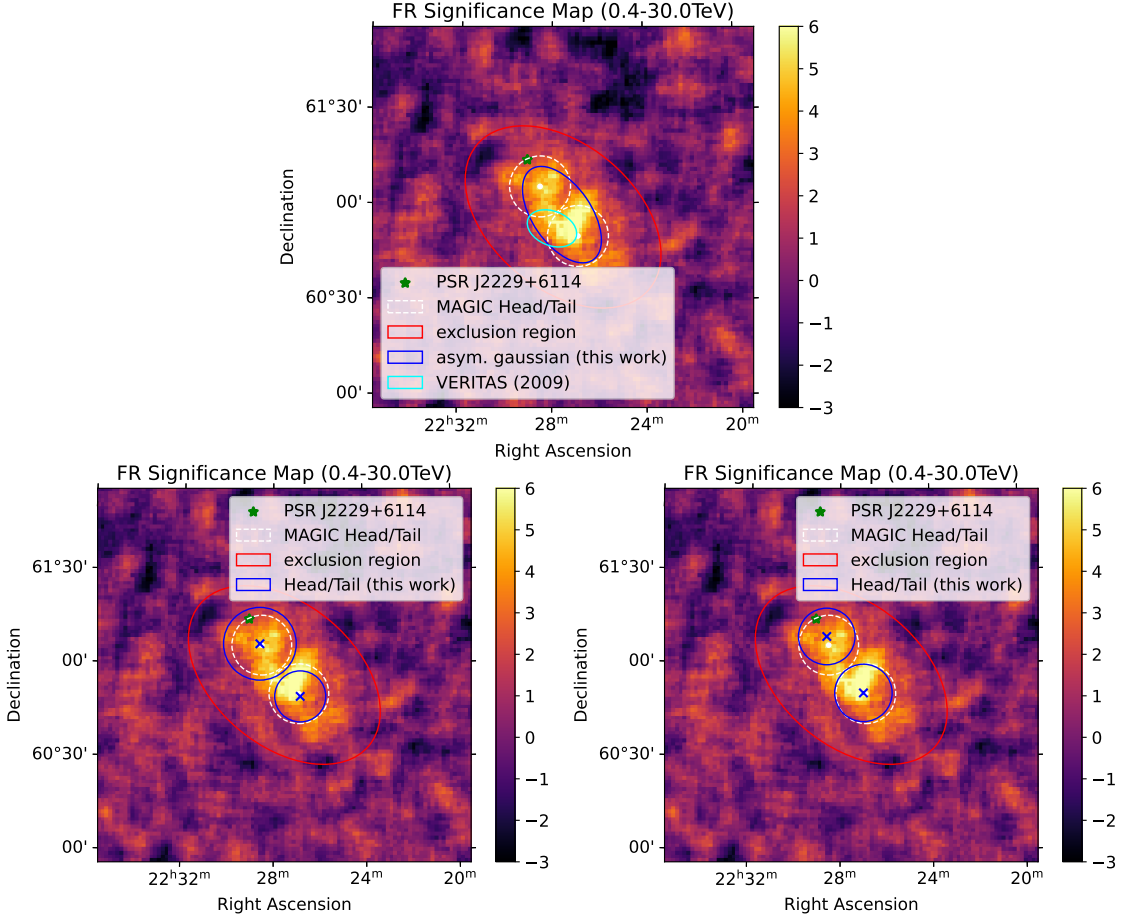 FR Significance Map (0.4-30.0TeV)
61°30'
00'
60°30'
00'
Declination
PSR J2229+6114
MAGIC Head/Tail
exclusion region
asym. gaussian (this work)
VERITAS (2009)
22ʰ32ᵐ 28ᵐ 24ᵐ 20ᵐ
Right Ascension
6
5
4
3
2
1
0
−1
−2
−3
FR Significance Map (0.4-30.0TeV)
61°30'
00'
60°30'
00'
Declination
PSR J2229+6114
MAGIC Head/Tail
exclusion region
Head/Tail (this work)
22ʰ32ᵐ 28ᵐ 24ᵐ 20ᵐ
Right Ascension
6
5
4
3
2
1
0
−1
−2
−3
FR Significance Map (0.4-30.0TeV)
61°30'
00'
60°30'
00'
Declination
PSR J2229+6114
MAGIC Head/Tail
exclusion region
Head/Tail (this work)
22ʰ32ᵐ 28ᵐ 24ᵐ 20ᵐ
Right Ascension
6
5
4
3
2
1
0
−1
−2
−3